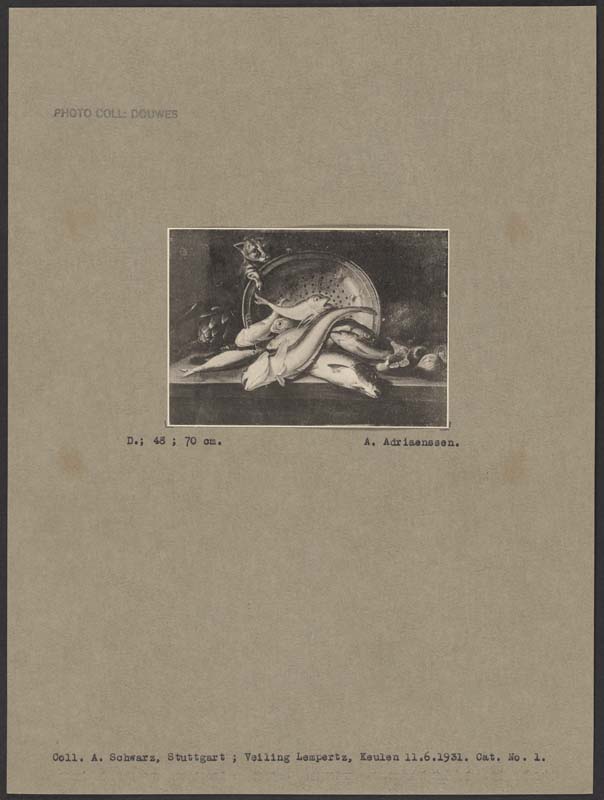 PHOTO COLL: DOUWES
D.; 48 ; 70 cm.
A. Adriaenssen.
Coll. A. Schwarz, Stuttgart ; Veiling Lempertz, Keulen 11.6.1931. Cat. No. 1.